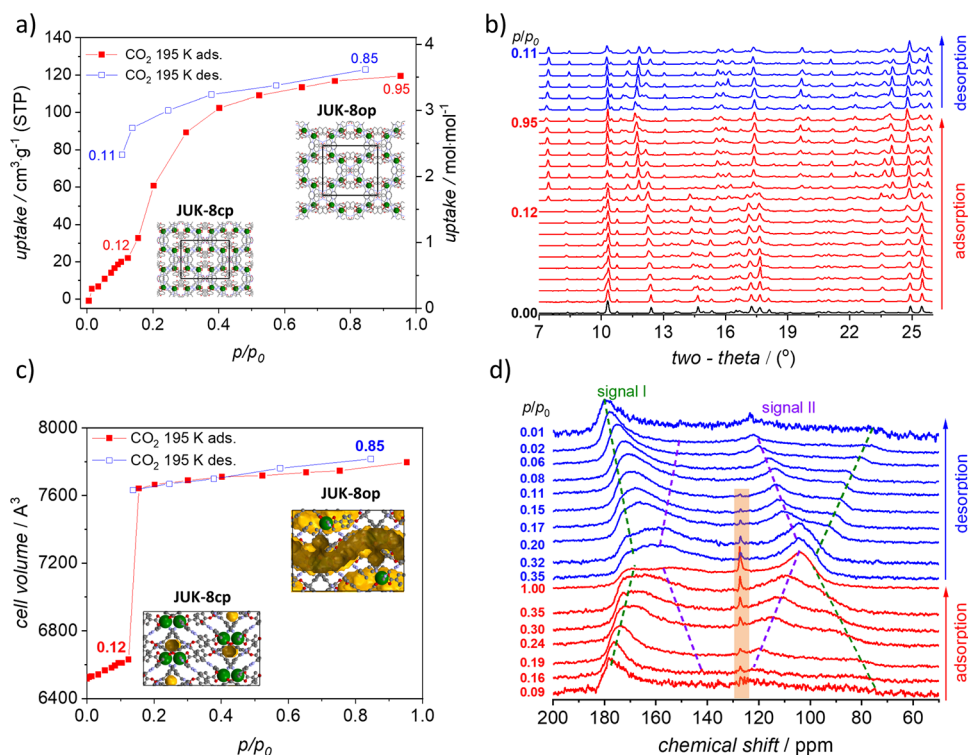 a)
uptake / cm³·g⁻¹ (STP)
140
120
100
80
60
40
20
0
CO₂ 195 K ads.
CO₂ 195 K des.
0.85
0.95
0.11
0.12
JUK-8op
JUK-8cp
4
3
2
1
0
uptake / mol·mol⁻¹
0.0 0.2 0.4 0.6 0.8 1.0
p/p₀
b)
p/p₀
0.11
0.95
0.12
0.00
desorption
adsorption
7 10 13 16 19 22 25
two - theta / (°)
c)
cell volume / Å³
8000
7600
7200
6800
6400
CO₂ 195 K ads.
CO₂ 195 K des.
0.85
JUK-8op
JUK-8cp
0.12
0.0 0.2 0.4 0.6 0.8 1.0
p/p₀
d)
signal I
signal II
p/p₀
0.01
0.02
0.06
0.08
0.11
0.15
0.17
0.20
0.32
0.35
1.00
0.35
0.30
0.24
0.19
0.16
0.09
desorption
adsorption
200 180 160 140 120 100 80 60
chemical shift / ppm